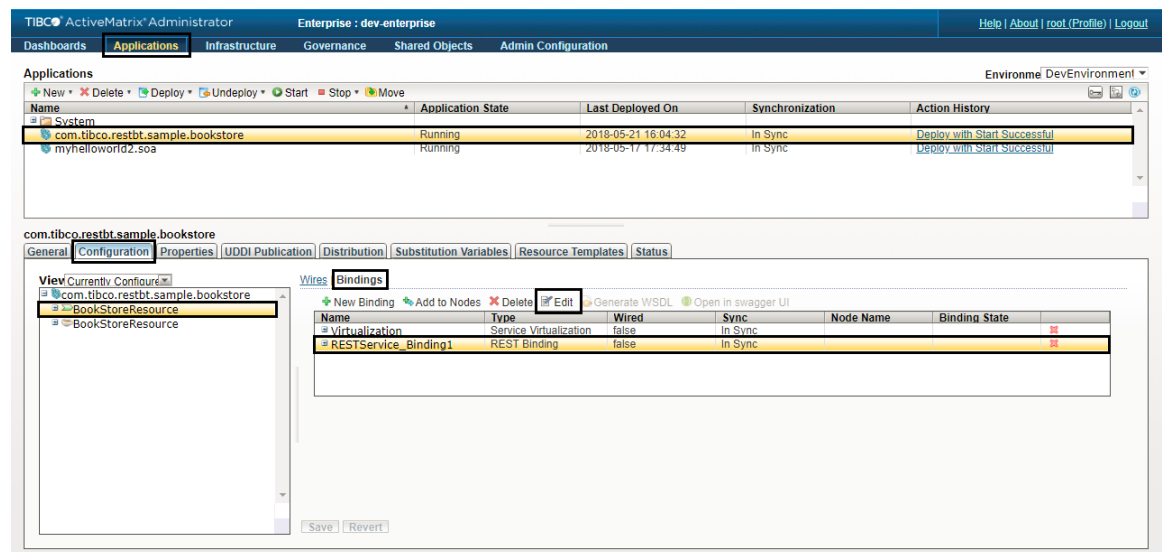 TIBCO® ActiveMatrix® Administrator Enterprise : dev-enterprise Help | About | root (Profile) | Logout
Dashboards Applications Infrastructure Governance Shared Objects Admin Configuration
Applications Environme DevEnvironment
New Delete Deploy Undeploy Start Stop Move
Name Application State Last Deployed On Synchronization Action History
System
com.tibco.restbt.sample.bookstore Running 2018-05-21 16:04:32 In Sync Deploy with Start Successful
myhelloworld2.soa Running 2018-05-17 17:34:49 In Sync Deploy with Start Successful
com.tibco.restbt.sample.bookstore
General Configuration Properties UDDI Publication Distribution Substitution Variables Resource Templates Status
View Currently Configure Wires Bindings
com.tibco.restbt.sample.bookstore
BookStoreResource
BookStoreResource
New Binding Add to Nodes Delete Edit Generate WSDL Open in swagger UI
Name Type Wired Sync Node Name Binding State
Virtualization Service Virtualization false In Sync
RESTService_Binding1 REST Binding false In Sync
Save Revert